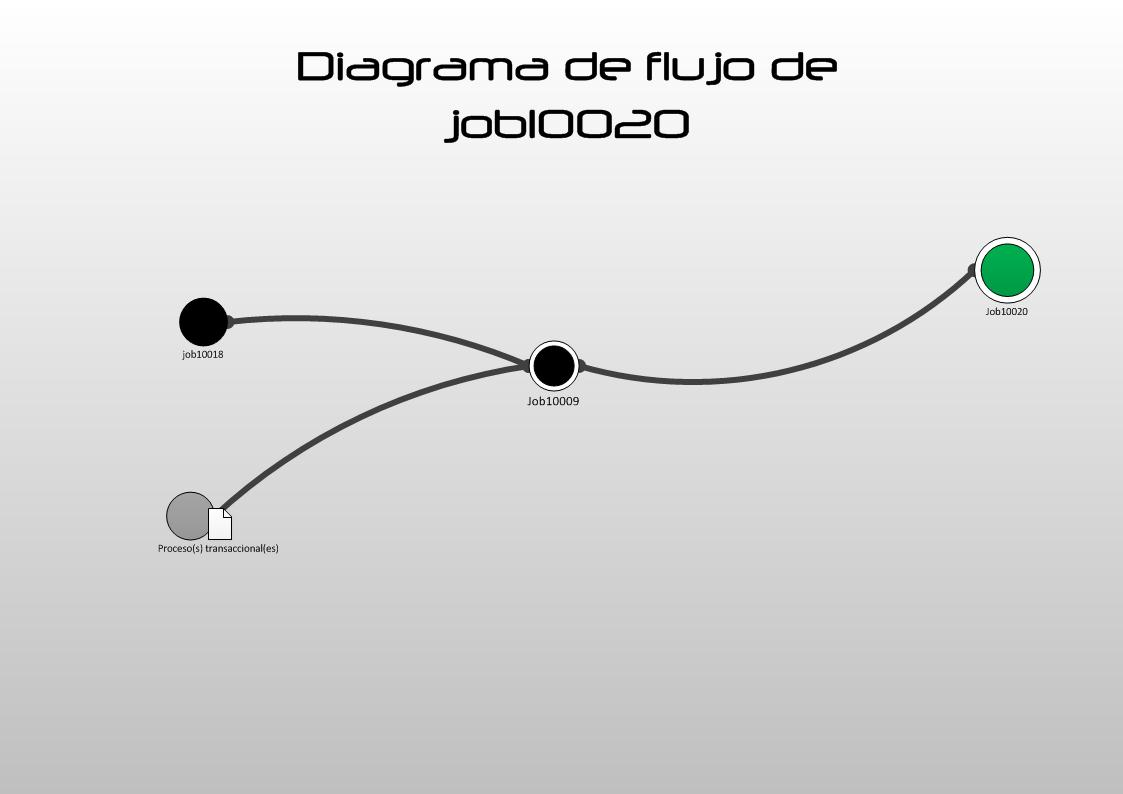 Diagrama de flujo de
job10020
Job10020
job10018
Job10009
Proceso(s) transaccional(es)